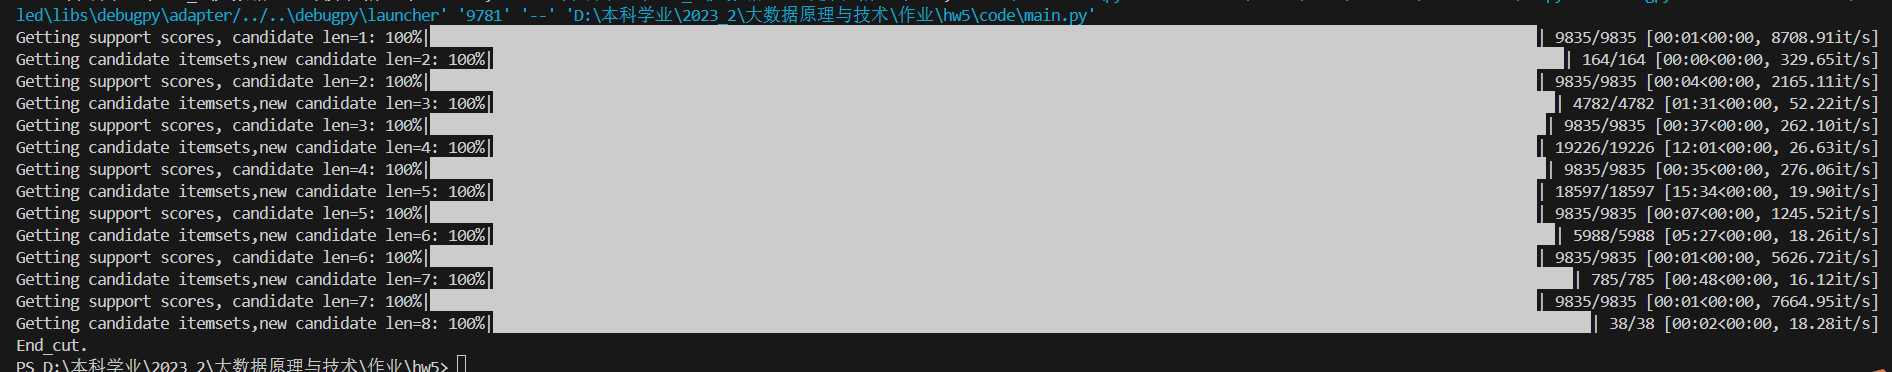 led\libs\debugpy\adapter/../..\debugpy\launcher' '9781' '--' 'D:\本科学业\2023_2\大数据原理与技术\作业\hw5\code\main.py'
Getting support scores, candidate len=1: 100%| | 9835/9835 [00:01<00:00, 8708.91it/s]
Getting candidate itemsets,new candidate len=2: 100%| | 164/164 [00:00<00:00, 329.65it/s]
Getting support scores, candidate len=2: 100%| | 9835/9835 [00:04<00:00, 2165.11it/s]
Getting candidate itemsets,new candidate len=3: 100%| | 4782/4782 [01:31<00:00, 52.22it/s]
Getting support scores, candidate len=3: 100%| | 9835/9835 [00:37<00:00, 262.10it/s]
Getting candidate itemsets,new candidate len=4: 100%| | 19226/19226 [12:01<00:00, 26.63it/s]
Getting support scores, candidate len=4: 100%| | 9835/9835 [00:35<00:00, 276.06it/s]
Getting candidate itemsets,new candidate len=5: 100%| | 18597/18597 [15:34<00:00, 19.90it/s]
Getting support scores, candidate len=5: 100%| | 9835/9835 [00:07<00:00, 1245.52it/s]
Getting candidate itemsets,new candidate len=6: 100%| | 5988/5988 [05:27<00:00, 18.26it/s]
Getting support scores, candidate len=6: 100%| | 9835/9835 [00:01<00:00, 5626.72it/s]
Getting candidate itemsets,new candidate len=7: 100%| | 785/785 [00:48<00:00, 16.12it/s]
Getting support scores, candidate len=7: 100%| | 9835/9835 [00:01<00:00, 7664.95it/s]
Getting candidate itemsets,new candidate len=8: 100%| | 38/38 [00:02<00:00, 18.28it/s]
End_cut.
PS D:\本科学业\2023_2\大数据原理与技术\作业\hw5>